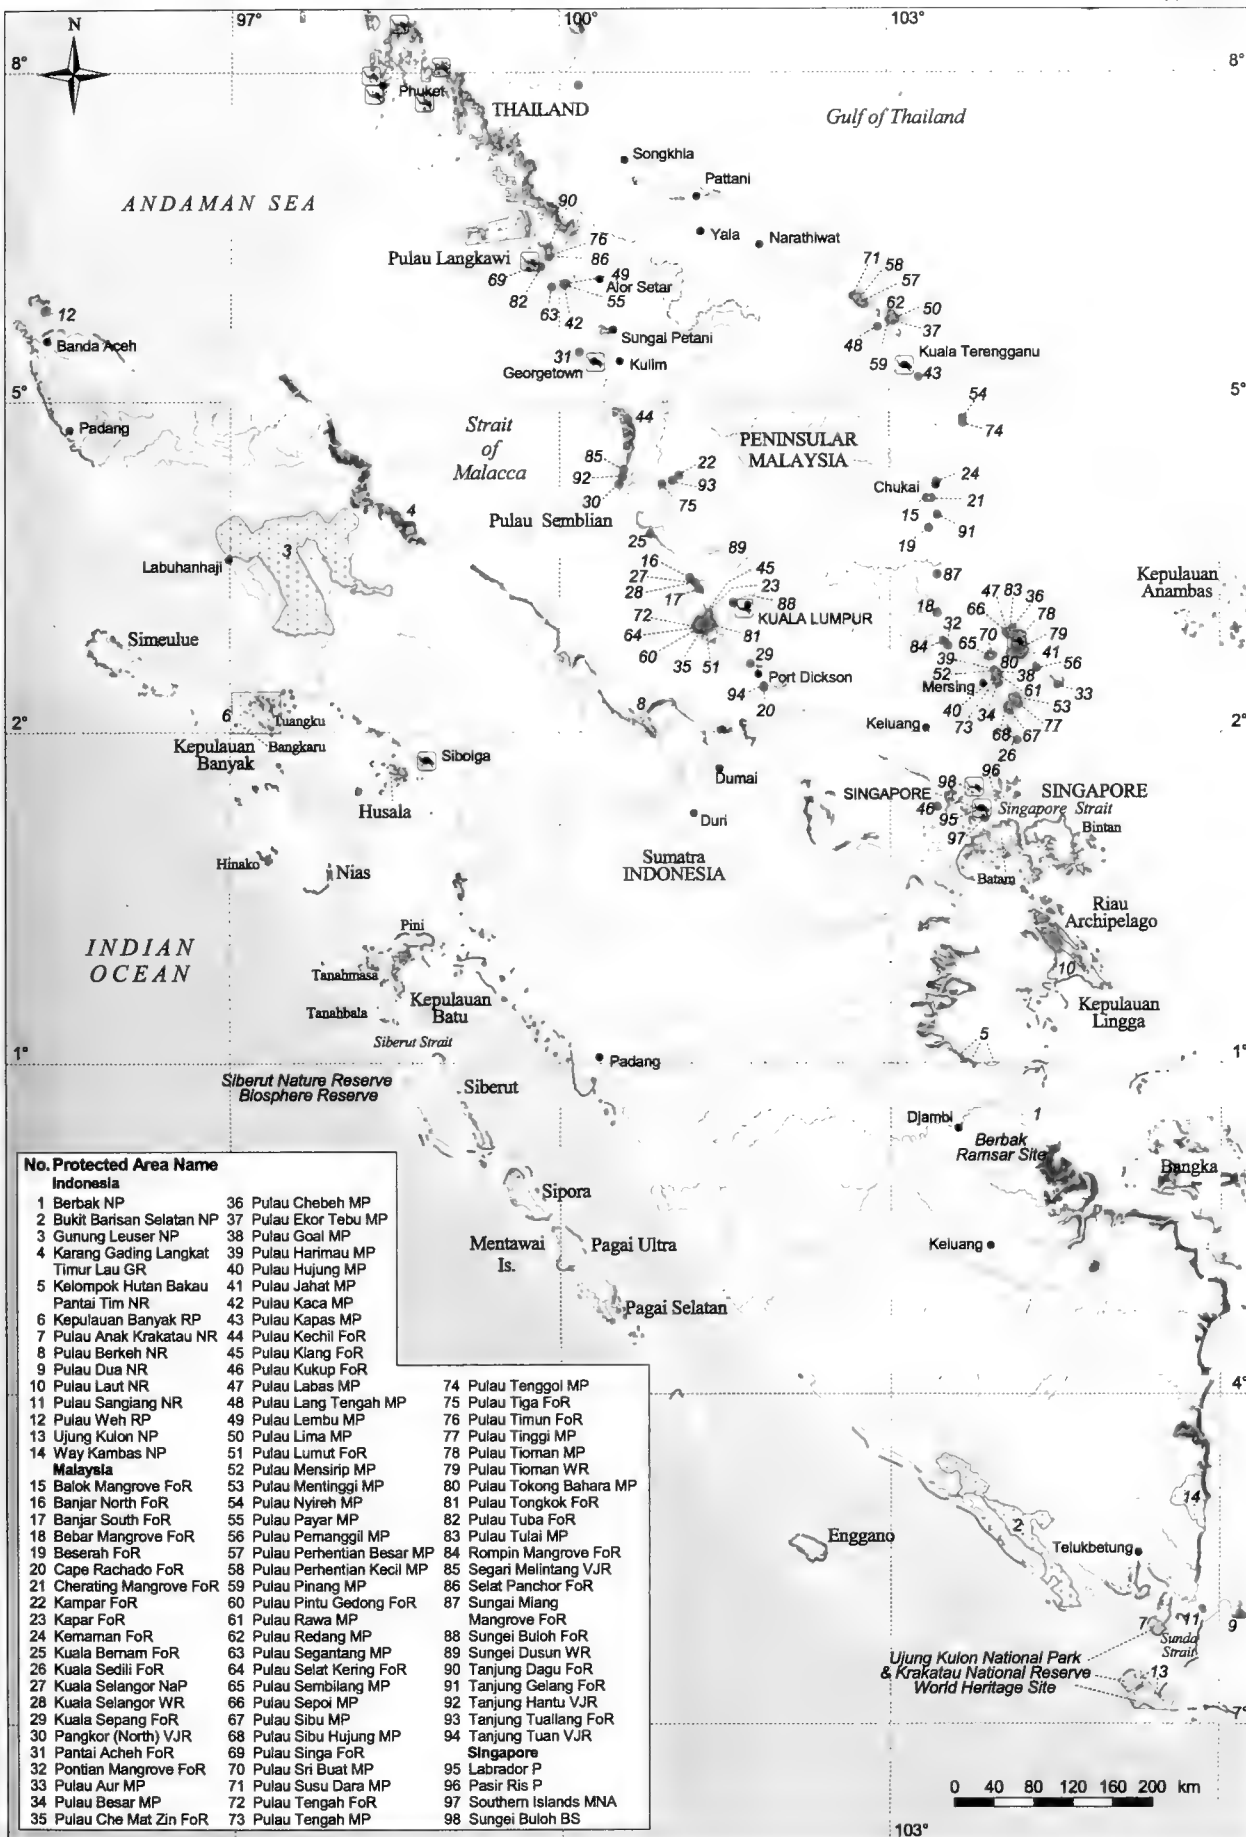 97°
100°
103°
N
8°
8°
Phuket
THAILAND
Gulf of Thailand
Songkhla
Pattani
ANDAMAN SEA
90
Yala
Narathiwat
76
86
Pulau Langkawi
69
49
Alor Setar
82
63
42
55
71
58
57
62
50
37
48
59
12
Banda Aceh
Sungai Petani
31
Georgetown
Kulim
Kuala Terengganu
43
5°
5°
Padang
Strait
of
Malacca
44
54
74
PENINSULAR
MALAYSIA
85
92
30
22
93
75
24
Chukai
21
15
91
19
Pulau Semblian
4
3
25
Labuhanhaji
89
16
45
27
23
28
17
88
KUALA LUMPUR
72
64
60
35
51
81
87
Kepulauan
Anambas
47
83
36
18
66
78
32
70
79
84
65
41
39
80
56
52
38
Mersing
61
33
40
34
53
73
77
Simeulue
29
Port Dickson
94
20
8
6
Tuangku
2°
2°
Kepulauan
Banyak
Bangkaru
Keluang
68
67
26
Sibolga
Dumai
96
98
SINGAPORE
SINGAPORE
46
Singapore Strait
95
Husala
Duri
97
Bintan
Hinako
Nias
Sumatra
INDONESIA
Batam
Riau
Archipelago
INDIAN
OCEAN
Pini
Tanahmasa
10
Kepulauan
Batu
Tanahbala
Kepulauan
Lingga
Siberut Strait
5
1°
1°
Padang
Siberut Nature Reserve
Biosphere Reserve
Siberut
Djambi
1
Berbak
Ramsar Site
Bangka
Sipora
Mentawai
Is.
Pagai Ultra
Keluang
Pagai Selatan
4°
14
2
Enggano
Telukbetung
7
11
9
Sunda
Strait
Ujung Kulon National Park
& Krakatau National Reserve
World Heritage Site
13
7°
0 40 80 120 160 200 km
103°
No. Protected Area Name
Indonesia
1 Berbak NP
2 Bukit Barisan Selatan NP
3 Gunung Leuser NP
4 Karang Gading Langkat
Timur Lau GR
5 Kelompok Hutan Bakau
Pantai Tim NR
6 Kepulauan Banyak RP
7 Pulau Anak Krakatau NR
8 Pulau Berkeh NR
9 Pulau Dua NR
10 Pulau Laut NR
11 Pulau Sangiang NR
12 Pulau Weh RP
13 Ujung Kulon NP
14 Way Kambas NP
Malaysia
15 Balok Mangrove FoR
16 Banjar North FoR
17 Banjar South FoR
18 Bebar Mangrove FoR
19 Beserah FoR
20 Cape Rachado FoR
21 Cherating Mangrove FoR
22 Kampar FoR
23 Kapar FoR
24 Kemaman FoR
25 Kuala Bernam FoR
26 Kuala Sedili FoR
27 Kuala Selangor NaP
28 Kuala Selangor WR
29 Kuala Sepang FoR
30 Pangkor (North) VJR
31 Pantai Acheh FoR
32 Pontian Mangrove FoR
33 Pulau Aur MP
34 Pulau Besar MP
35 Pulau Che Mat Zin FoR
36 Pulau Chebeh MP
37 Pulau Ekor Tebu MP
38 Pulau Goal MP
39 Pulau Harimau MP
40 Pulau Hujung MP
41 Pulau Jahat MP
42 Pulau Kaca MP
43 Pulau Kapas MP
44 Pulau Kechil FoR
45 Pulau Klang FoR
46 Pulau Kukup FoR
47 Pulau Labas MP
48 Pulau Lang Tengah MP
49 Pulau Lembu MP
50 Pulau Lima MP
51 Pulau Lumut FoR
52 Pulau Mensirip MP
53 Pulau Mentinggi MP
54 Pulau Nyireh MP
55 Pulau Payar MP
56 Pulau Pemanggil MP
57 Pulau Perhentian Besar MP
58 Pulau Perhentian Kecil MP
59 Pulau Pinang MP
60 Pulau Pintu Gedong FoR
61 Pulau Rawa MP
62 Pulau Redang MP
63 Pulau Segantang MP
64 Pulau Selat Kering FoR
65 Pulau Sembilang MP
66 Pulau Sepoi MP
67 Pulau Sibu MP
68 Pulau Sibu Hujung MP
69 Pulau Singa FoR
70 Pulau Sri Buat MP
71 Pulau Susu Dara MP
72 Pulau Tengah FoR
73 Pulau Tengah MP
74 Pulau Tenggol MP
75 Pulau Tiga FoR
76 Pulau Timun FoR
77 Pulau Tinggi MP
78 Pulau Tioman MP
79 Pulau Tioman WR
80 Pulau Tokong Bahara MP
81 Pulau Tongkok FoR
82 Pulau Tuba FoR
83 Pulau Tulai MP
84 Rompin Mangrove FoR
85 Segari Melintang VJR
86 Selat Panchor FoR
87 Sungai Miang
Mangrove FoR
88 Sungei Buloh FoR
89 Sungei Dusun WR
90 Tanjung Dagu FoR
91 Tanjung Gelang FoR
92 Tanjung Hantu VJR
93 Tanjung Tuallang FoR
94 Tanjung Tuan VJR
Singapore
95 Labrador P
96 Pasir Ris P
97 Southern Islands MNA
98 Sungei Buloh BS